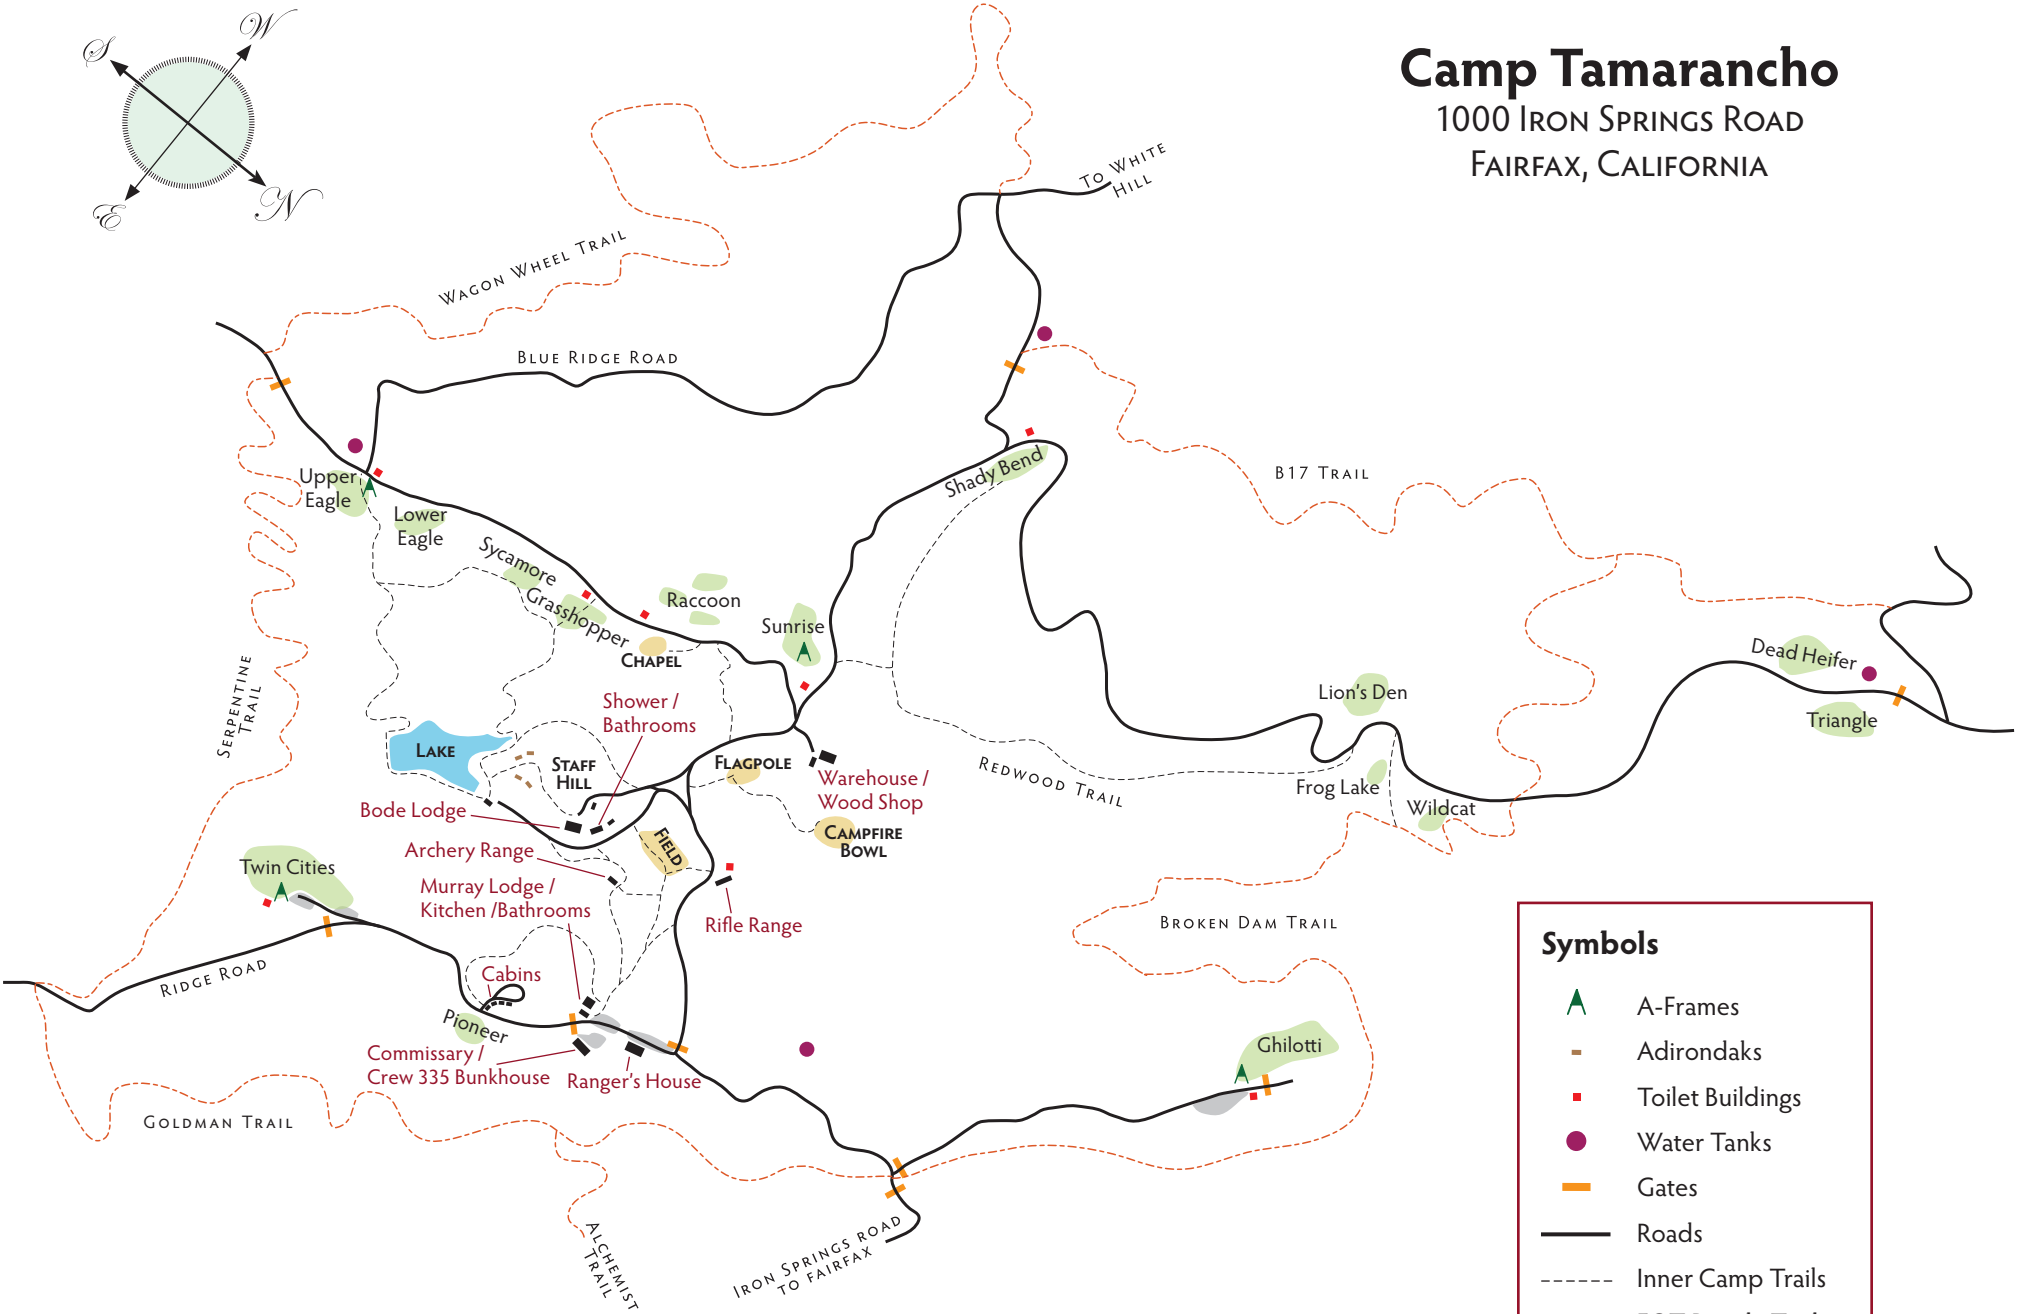 S
W
E
N
Camp Tamarancho
1000 Iron Springs Road
Fairfax, California
To White
Hill
Wagon Wheel Trail
Blue Ridge Road
Upper
Eagle
Lower
Eagle
Sycamore
Grasshopper
Raccoon
Chapel
Sunrise
Shady Bend
B17 Trail
Dead Heifer
Triangle
Lion's Den
Frog Lake
Wildcat
Redwood Trail
Serpentine
Trail
Lake
Staff
Hill
Shower /
Bathrooms
Flagpole
Warehouse /
Wood Shop
Campfire
Bowl
Field
Bode Lodge
Archery Range
Murray Lodge /
Kitchen /Bathrooms
Rifle Range
Twin Cities
Ridge Road
Cabins
Pioneer
Commissary /
Crew 335 Bunkhouse
Ranger's House
Broken Dam Trail
Ghilotti
Goldman Trail
Alchemist
Trail
Iron Springs Road
to Fairfax
Symbols
A-Frames
Adirondaks
Toilet Buildings
Water Tanks
Gates
Roads
Inner Camp Trails